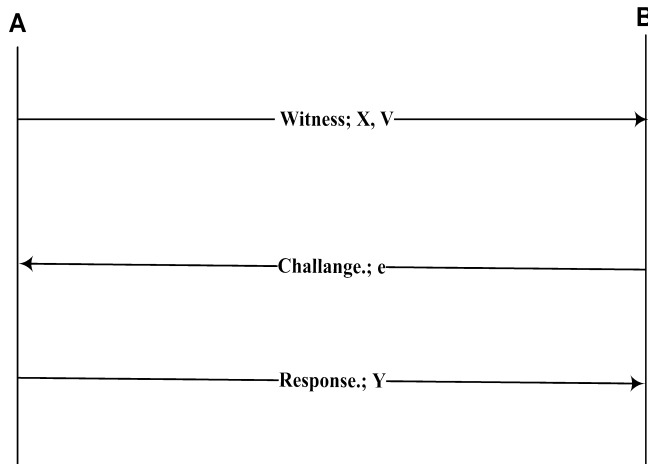 A
B
Witness; X, V
Challange.; e
Response.; Y